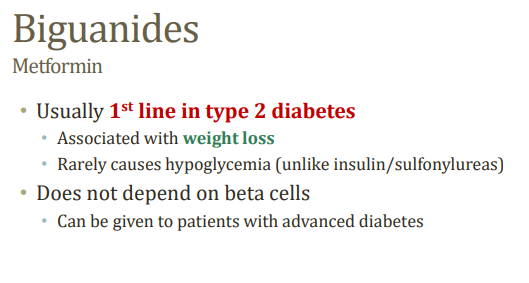 Biguanides
Metformin
• Usually 1st line in type 2 diabetes
• Associated with weight loss
• Rarely causes hypoglycemia (unlike insulin/sulfonylureas)
• Does not depend on beta cells
• Can be given to patients with advanced diabetes